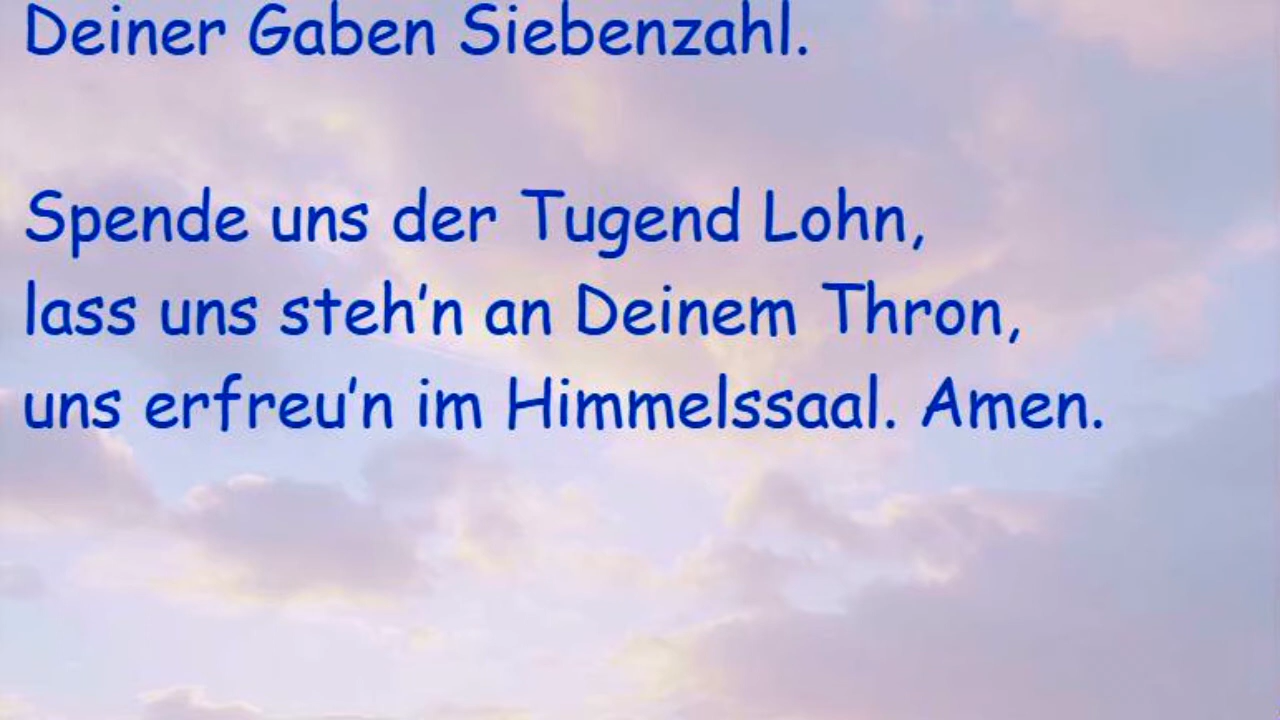 Deiner Gaben Siebenzahl.
Spende uns der Tugend Lohn,
lass uns steh'n an Deinem Thron,
uns erfreu'n im Himmelssaal. Amen.